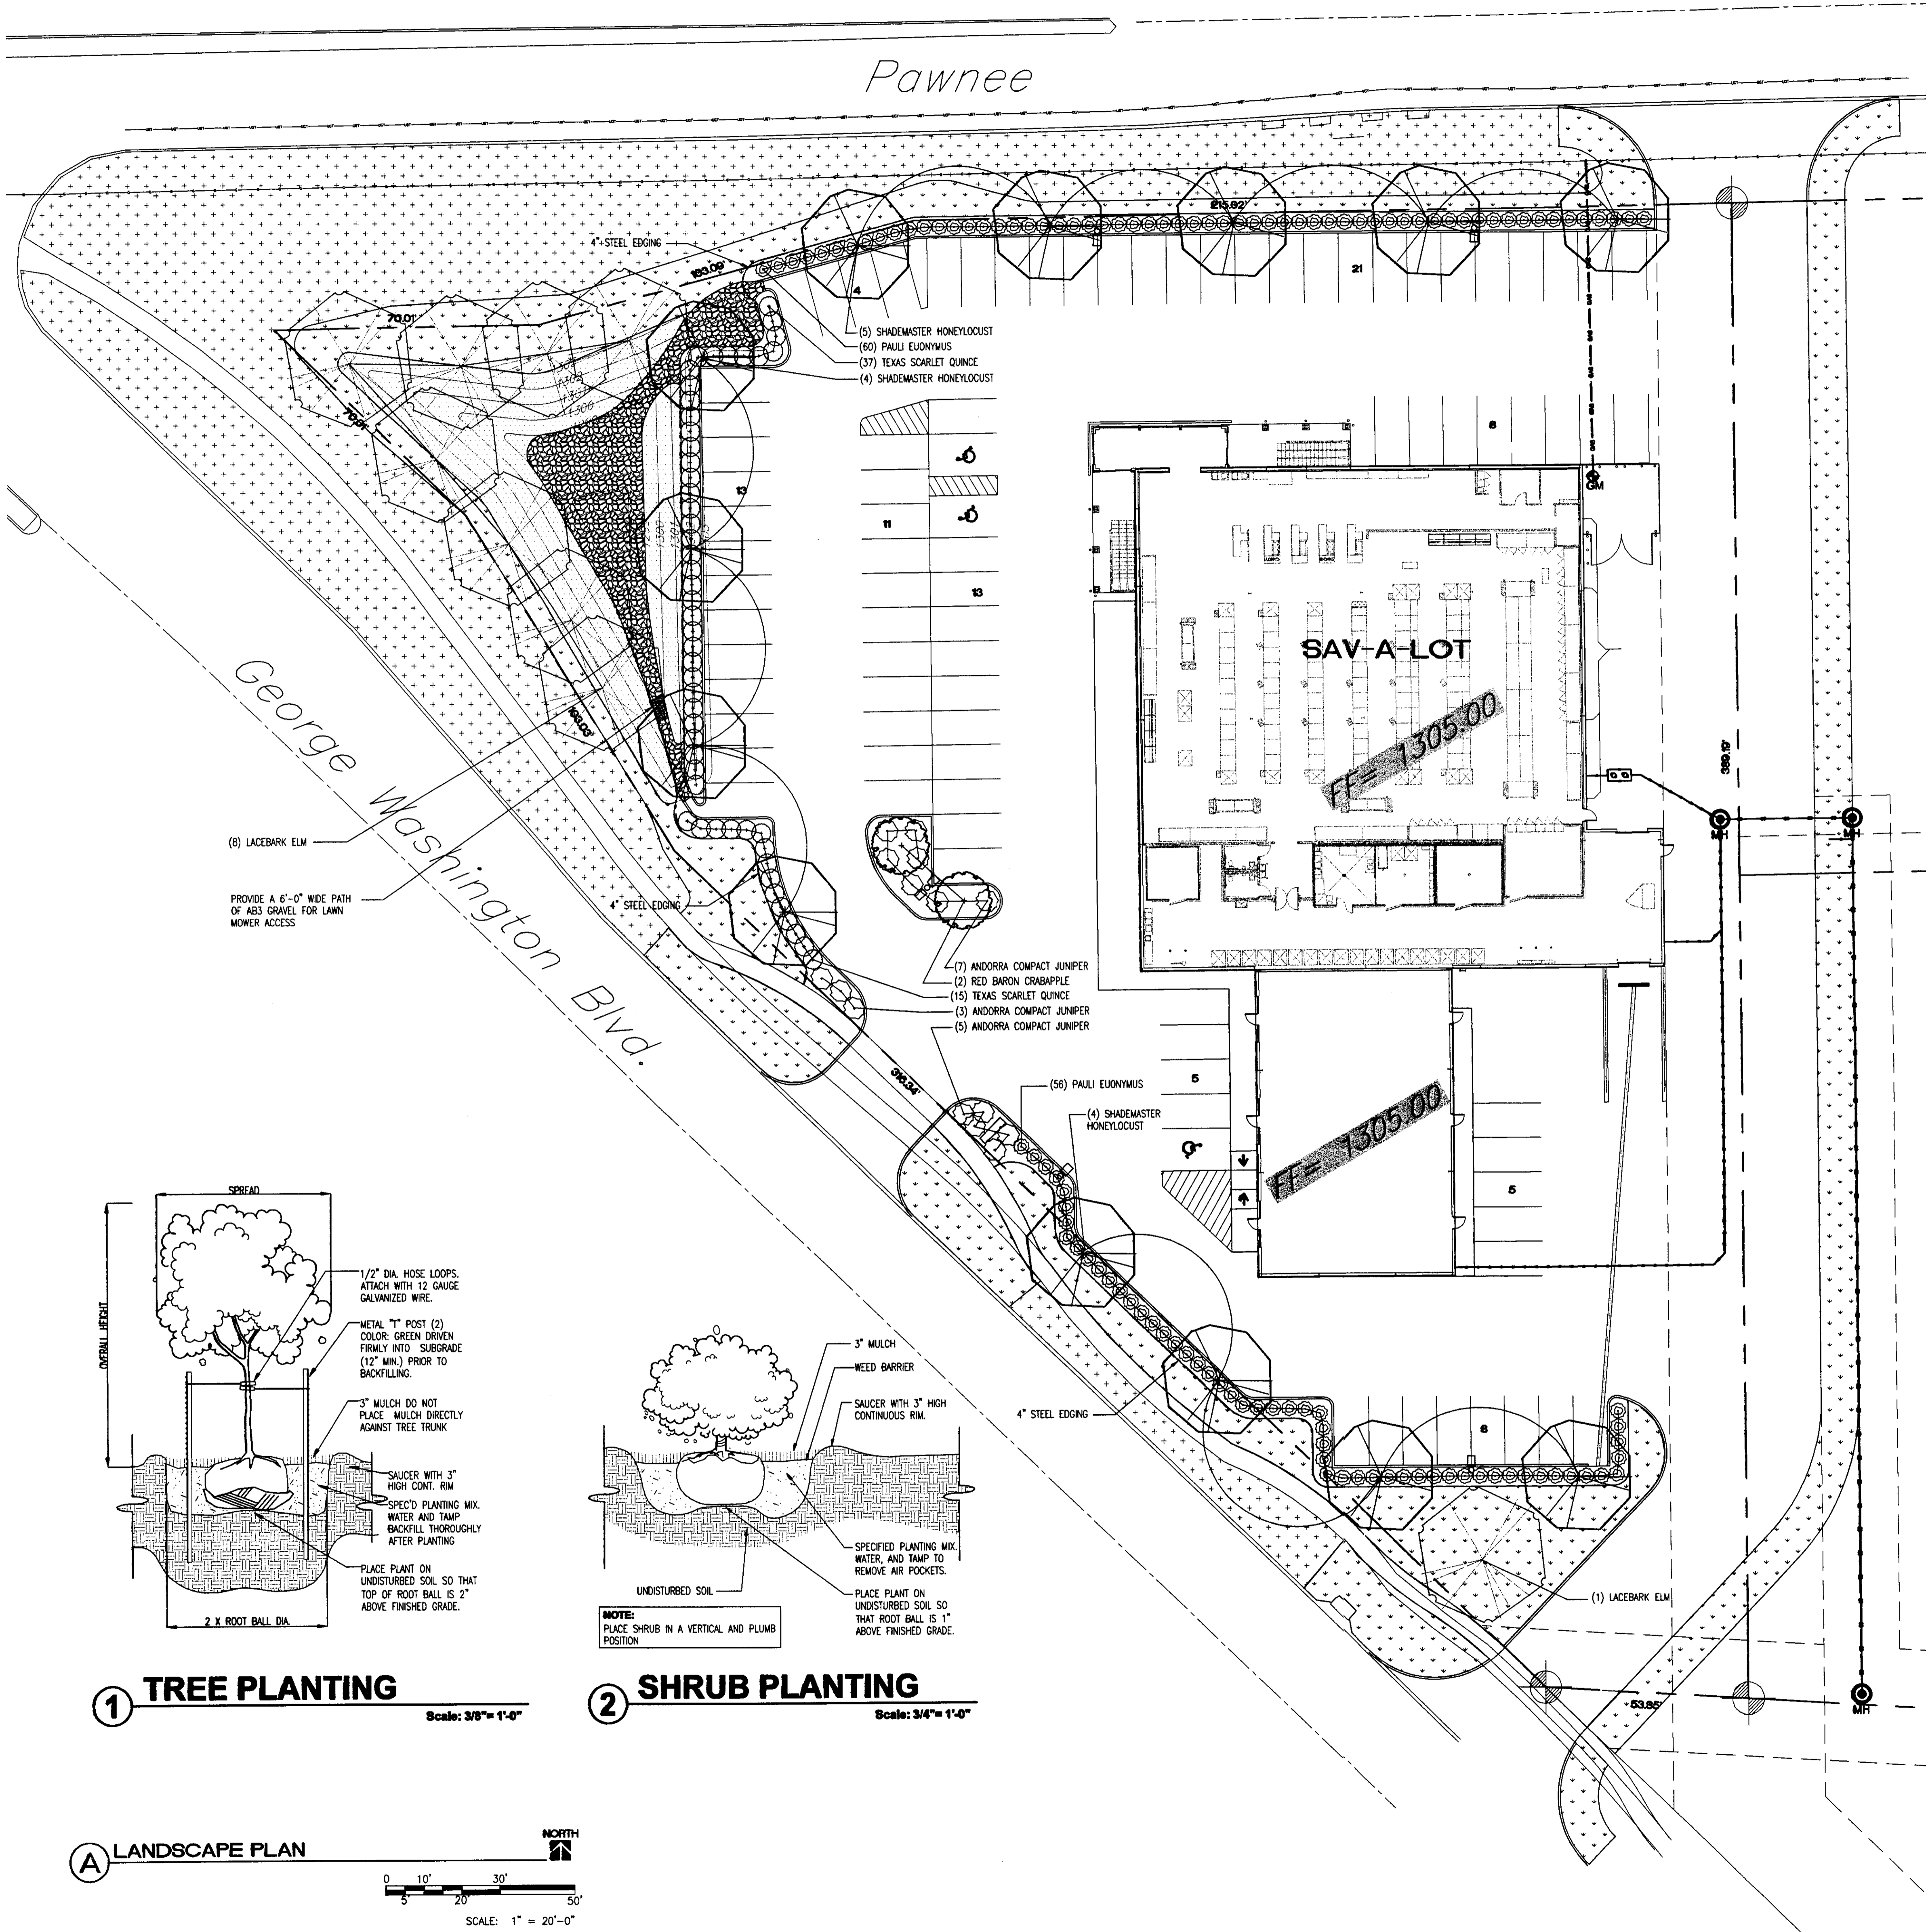 Pawnee
215.92'
4" STEEL EDGING
183.09'
21
4
70.01'
(5) SHADEMASTER HONEYLOCUST
(60) PAULI EUONYMUS
(37) TEXAS SCARLET QUINCE
(4) SHADEMASTER HONEYLOCUST
1300
70.01'
8
GM
13
11
13
SAV-A-LOT
FF= 1305.00
George Washington Blvd.
193.03'
389.19'
MH
MH
(8) LACEBARK ELM
PROVIDE A 6'-0" WIDE PATH
OF AB3 GRAVEL FOR LAWN
MOWER ACCESS
4" STEEL EDGING
(7) ANDORRA COMPACT JUNIPER
(2) RED BARON CRABAPPLE
(15) TEXAS SCARLET QUINCE
(3) ANDORRA COMPACT JUNIPER
(5) ANDORRA COMPACT JUNIPER
316.34'
5
(56) PAULI EUONYMUS
(4) SHADEMASTER
HONEYLOCUST
FF= 1305.00
5
4" STEEL EDGING
8
(1) LACEBARK ELM
53.85'
MH
SPREAD
OVERALL HEIGHT
1/2" DIA. HOSE LOOPS.
ATTACH WITH 12 GAUGE
GALVANIZED WIRE.
METAL "T" POST (2)
COLOR: GREEN DRIVEN
FIRMLY INTO SUBGRADE
(12" MIN.) PRIOR TO
BACKFILLING.
3" MULCH DO NOT
PLACE MULCH DIRECTLY
AGAINST TREE TRUNK
SAUCER WITH 3"
HIGH CONT. RIM
SPEC'D PLANTING MIX.
WATER AND TAMP
BACKFILL THOROUGHLY
AFTER PLANTING
PLACE PLANT ON
UNDISTURBED SOIL SO THAT
TOP OF ROOT BALL IS 2"
ABOVE FINISHED GRADE.
2 X ROOT BALL DIA.
1 TREE PLANTING
Scale: 3/8"= 1'-0"
3" MULCH
WEED BARRIER
SAUCER WITH 3" HIGH
CONTINUOUS RIM.
SPECIFIED PLANTING MIX.
WATER, AND TAMP TO
REMOVE AIR POCKETS.
UNDISTURBED SOIL
PLACE PLANT ON
UNDISTURBED SOIL SO
THAT ROOT BALL IS 1"
ABOVE FINISHED GRADE.
NOTE:
PLACE SHRUB IN A VERTICAL AND PLUMB
POSITION
2 SHRUB PLANTING
Scale: 3/4"= 1'-0"
A LANDSCAPE PLAN
NORTH
0 10' 30'
5' 20' 50'
SCALE: 1" = 20'-0"